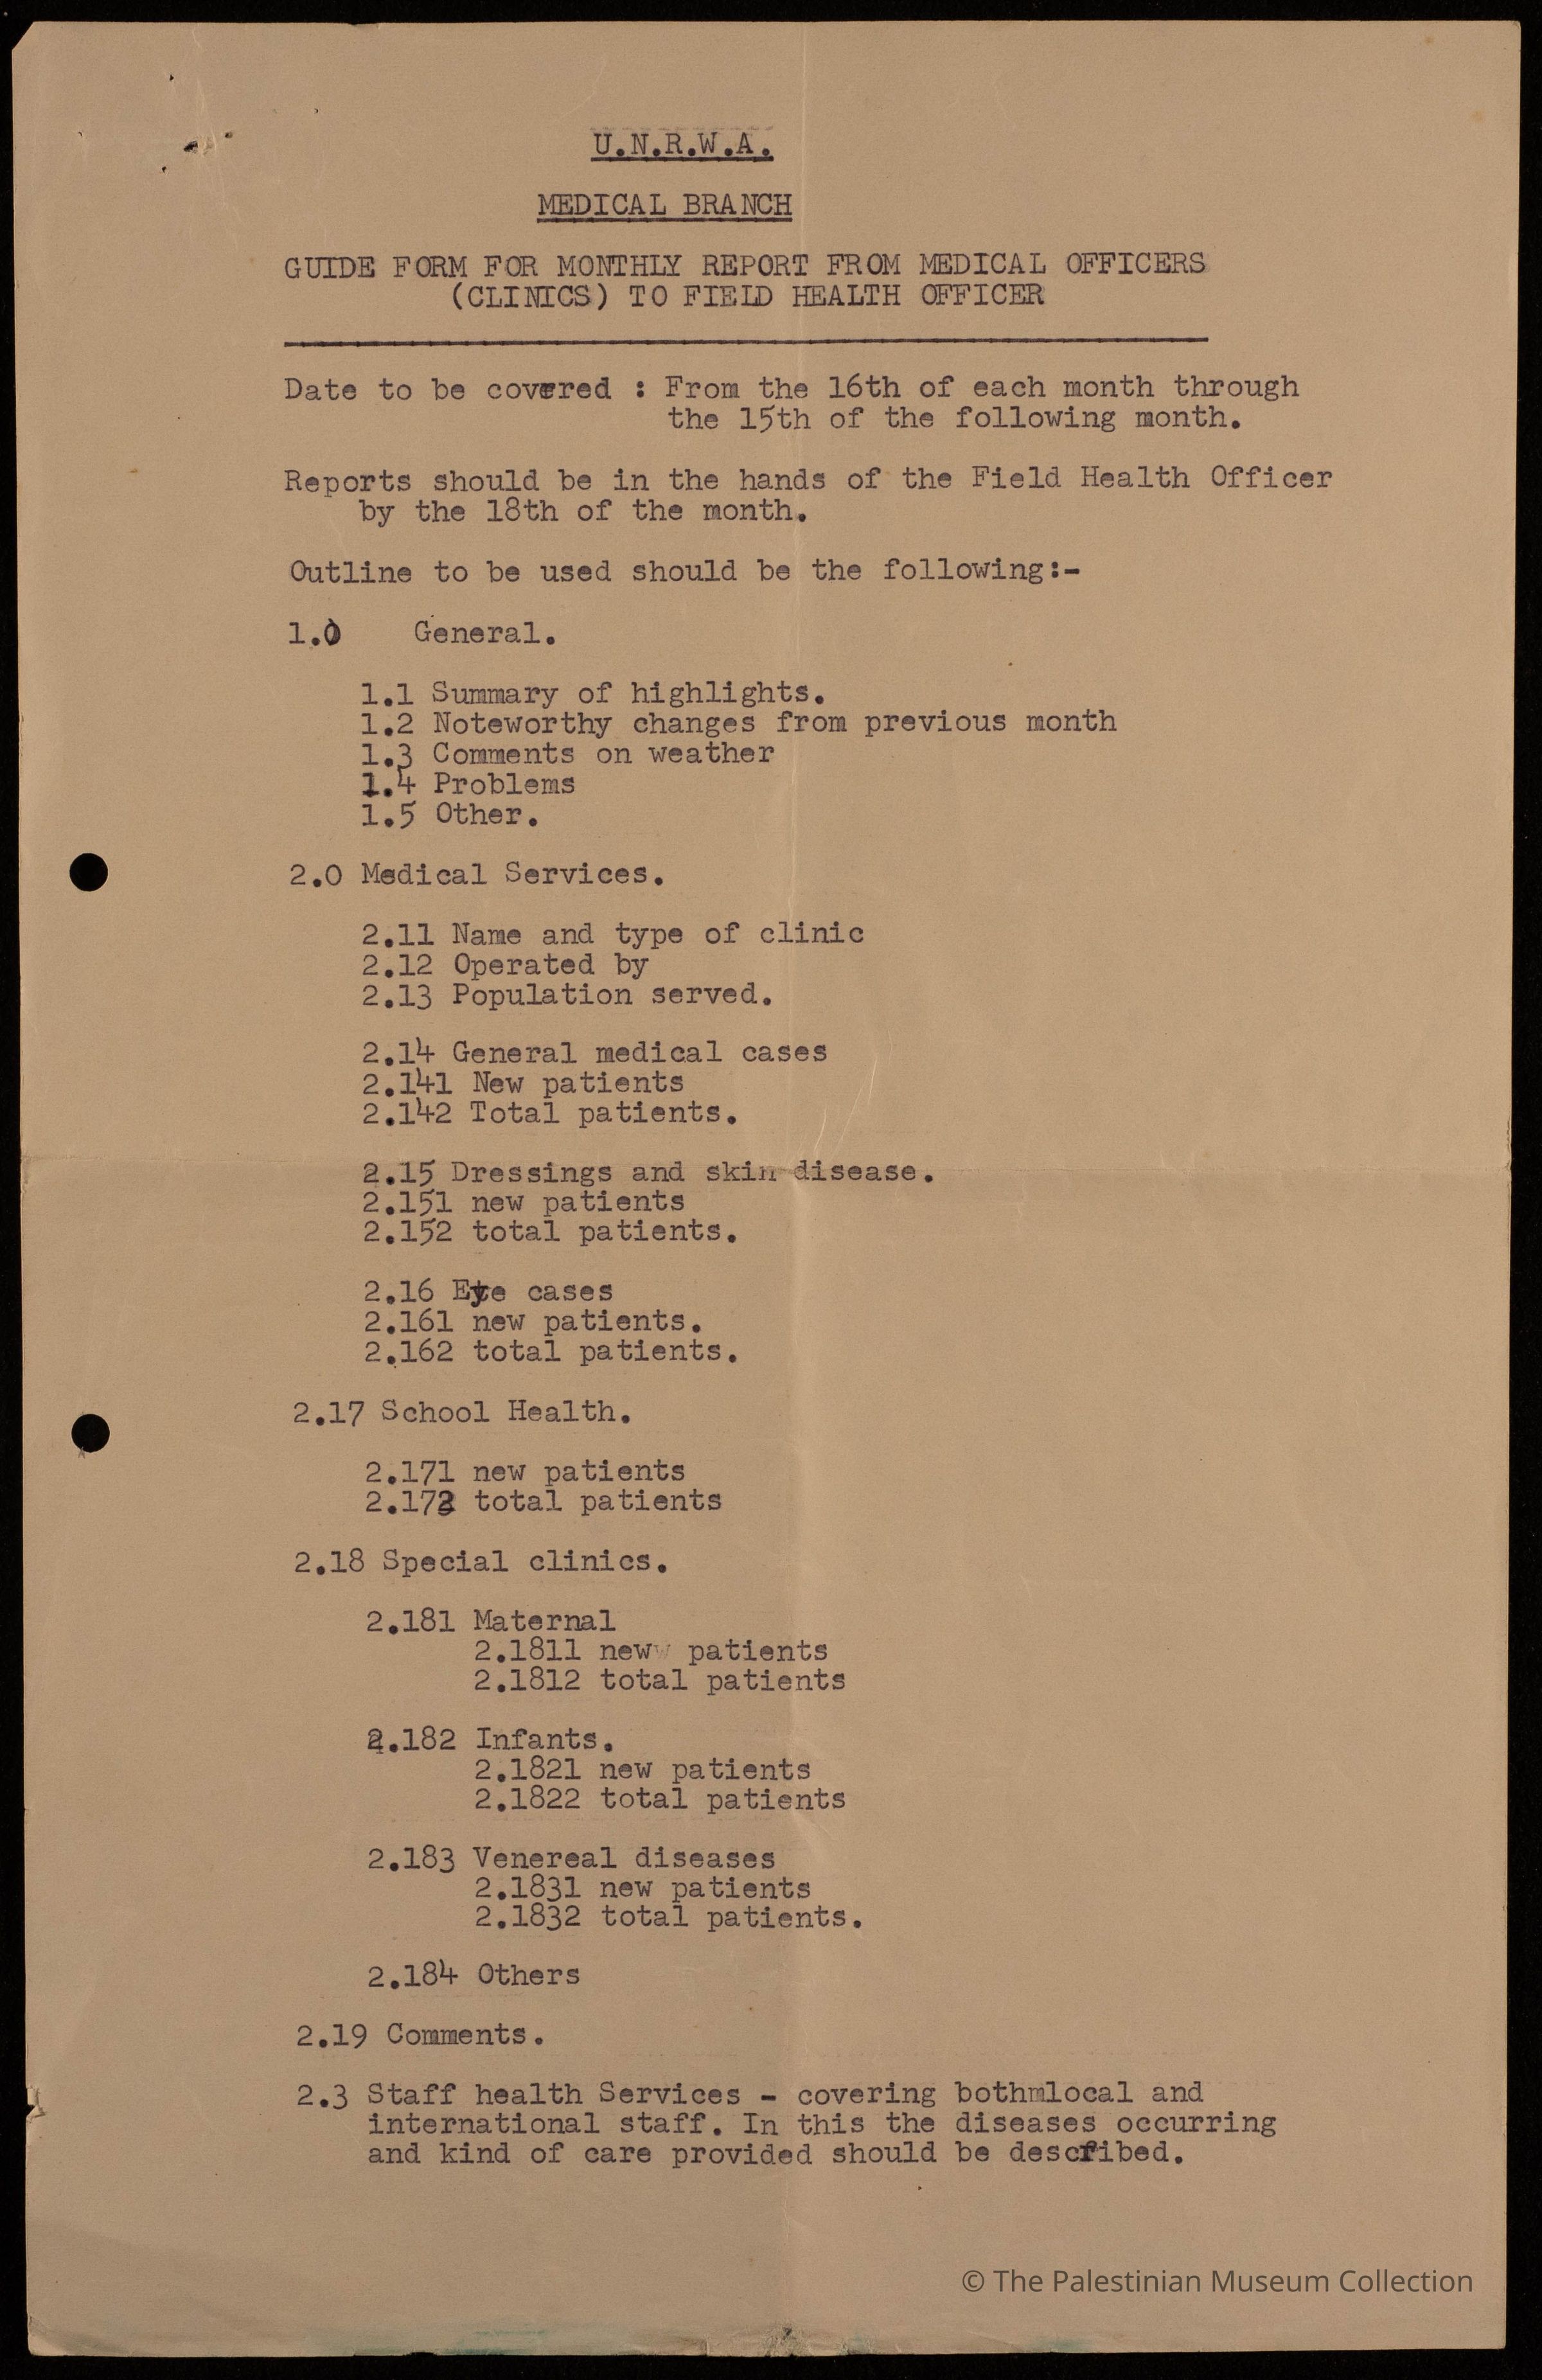 U.N.R.W.A.
MEDICAL BRANCH
GUIDE FORM FOR MONTHLY REPORT FROM MEDICAL OFFICERS
(CLINICS) TO FIELD HEALTH OFFICER
Date to be covered : From the 16th of each month through
the 15th of the following month.
Reports should be in the hands of the Field Health Officer
by the 18th of the month.
Outline to be used should be the following:-
1.0 General.
1.1 Summary of highlights.
1.2 Noteworthy changes from previous month
1.3 Comments on weather
1.4 Problems
1.5 Other.
2.0 Medical Services.
2.11 Name and type of clinic
2.12 Operated by
2.13 Population served.
2.14 General medical cases
2.141 New patients
2.142 Total patients.
2.15 Dressings and skin disease.
2.151 new patients
2.152 total patients.
2.16 Eye cases
2.161 new patients.
2.162 total patients.
2.17 School Health.
2.171 new patients
2.172 total patients
2.18 Special clinics.
2.181 Maternal
2.1811 new patients
2.1812 total patients
2.182 Infants.
2.1821 new patients
2.1822 total patients
2.183 Venereal diseases
2.1831 new patients
2.1832 total patients.
2.184 Others
2.19 Comments.
2.3 Staff health Services - covering bothmlocal and
international staff. In this the diseases occurring
and kind of care provided should be described.
© The Palestinian Museum Collection